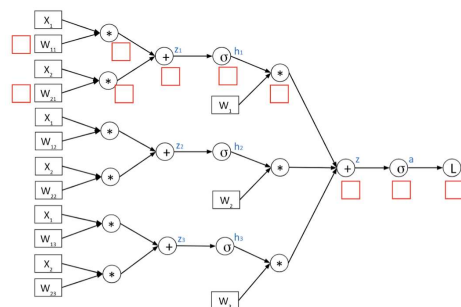 X1
W11
*
+
z1
σ
h1
*
X2
W21
*
W1
X1
W12
*
+
z2
σ
h2
*
X2
W22
*
W2
+
z
σ
a
L
X1
W13
*
+
z3
σ
h3
*
X2
W23
*
W3